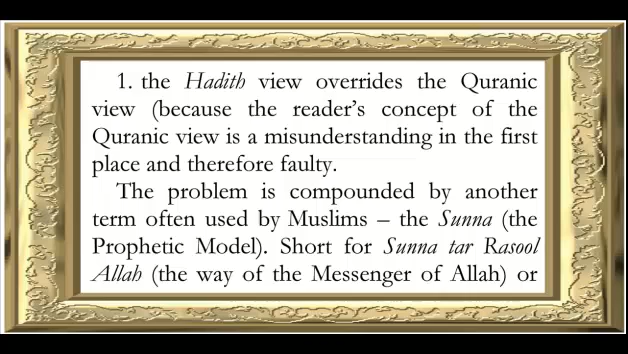 1. the Hadith view overrides the Quranic
view (because the reader's concept of the
Quranic view is a misunderstanding in the first
place and therefore faulty.
The problem is compounded by another
term often used by Muslims – the Sunna (the
Prophetic Model). Short for Sunna tar Rasool
Allah (the way of the Messenger of Allah) or